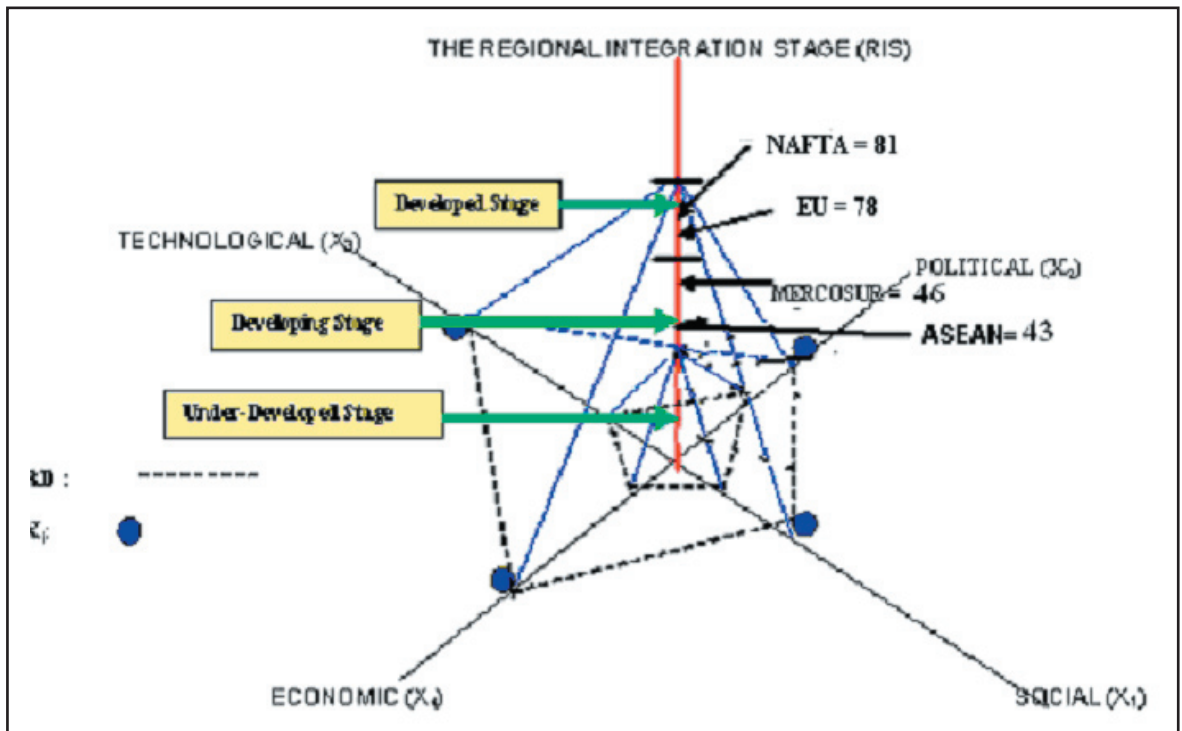 THE REGIONAL INTEGRATION STAGE (RIS)
NAFTA = 81
Developed Stage
EU = 78
TECHNOLOGICAL (X₃)
POLITICAL (X₂)
MERCOSUR = 46
Developing Stage
ASEAN= 43
Under-Developed Stage
RD :
X᎐:
ECONOMIC (X₄)
SOCIAL (X₁)